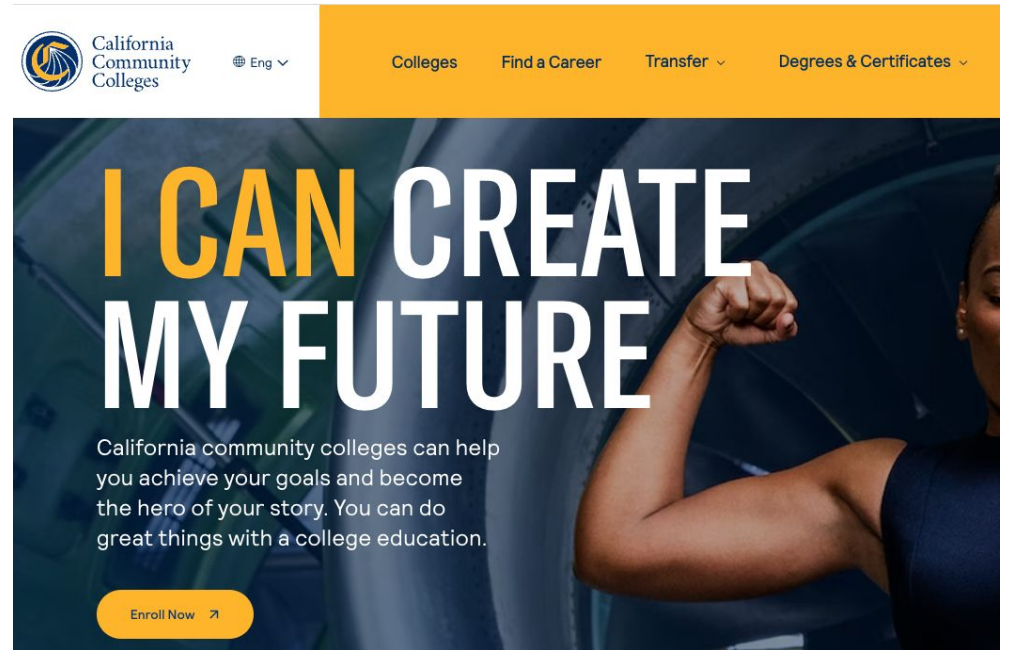 California
Community
Colleges
Eng
Colleges
Find a Career
Transfer
Degrees & Certificates
I CAN CREATE
MY FUTURE
California community colleges can help
you achieve your goals and become
the hero of your story. You can do
great things with a college education.
Enroll Now